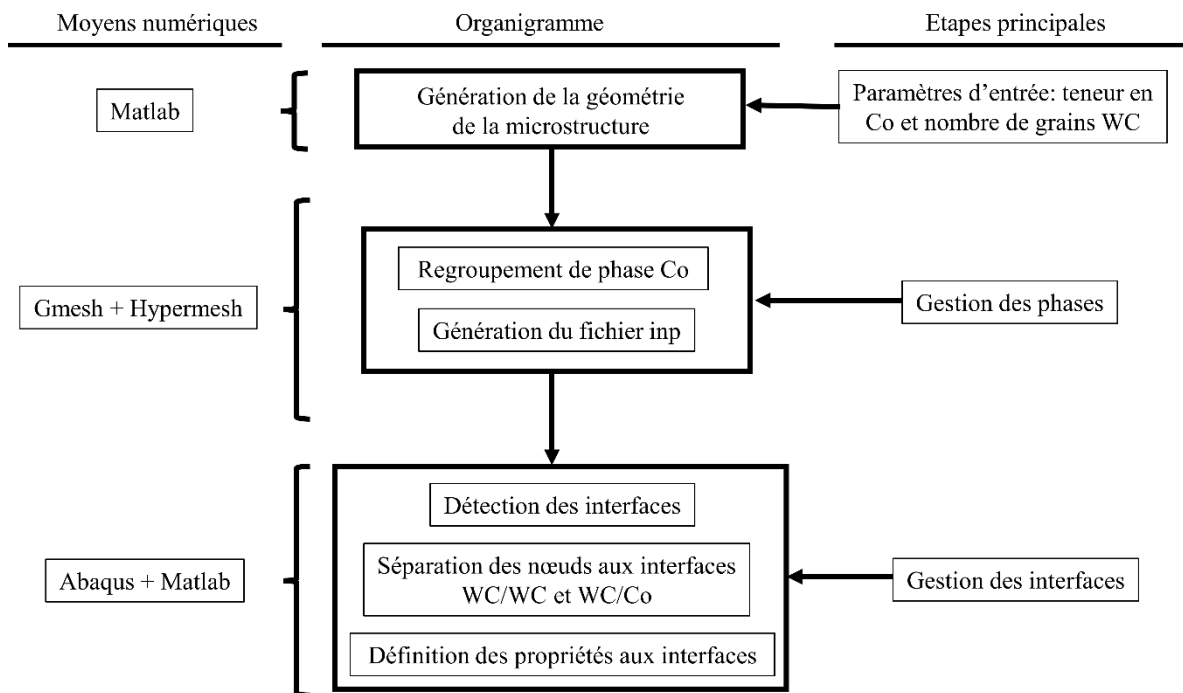 Moyens numériques
Organigramme
Etapes principales
Matlab
Génération de la géométrie
de la microstructure
Paramètres d'entrée: teneur en
Co et nombre de grains WC
Gmesh + Hypermesh
Regroupement de phase Co
Génération du fichier inp
Gestion des phases
Abaqus + Matlab
Détection des interfaces
Séparation des nœuds aux interfaces
WC/WC et WC/Co
Définition des propriétés aux interfaces
Gestion des interfaces